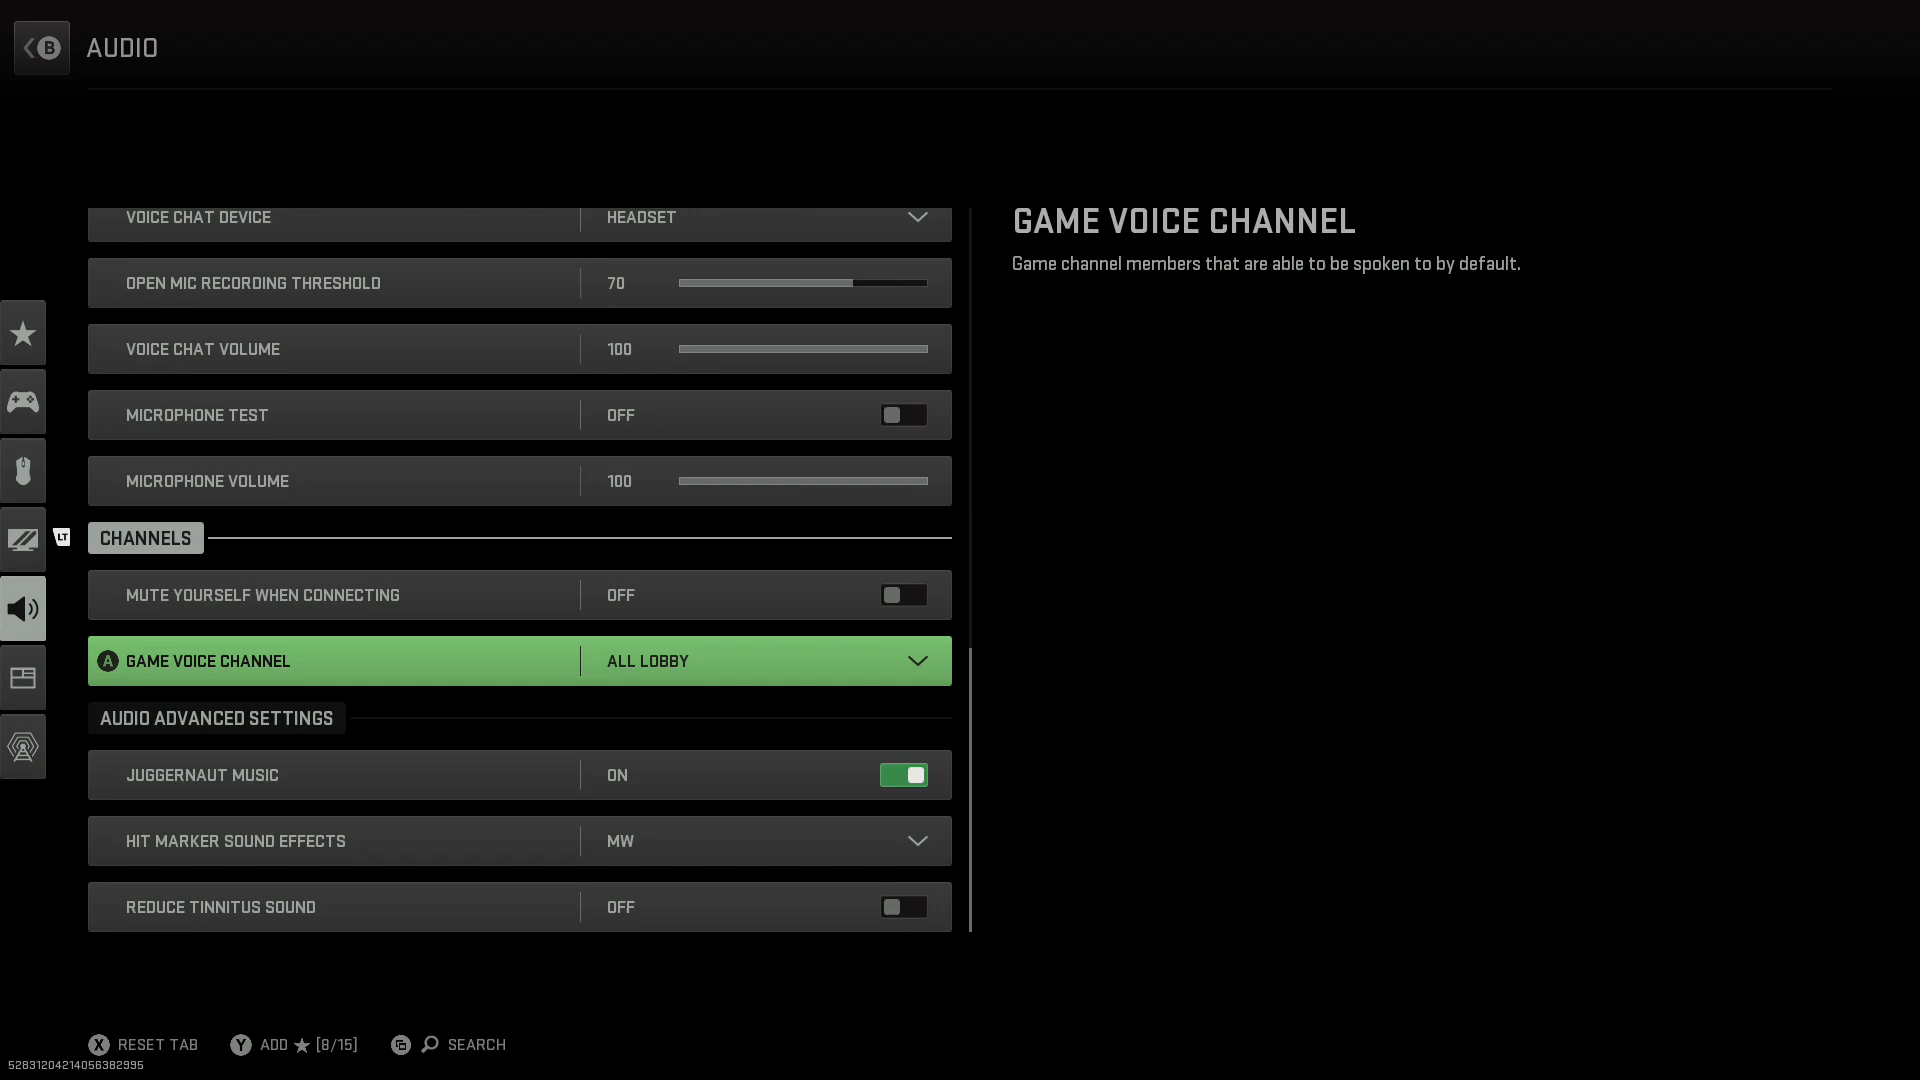 B AUDIO
VOICE CHAT DEVICE HEADSET
GAME VOICE CHANNEL
Game channel members that are able to be spoken to by default.
OPEN MIC RECORDING THRESHOLD 70
VOICE CHAT VOLUME 100
MICROPHONE TEST OFF
MICROPHONE VOLUME 100
LT CHANNELS
MUTE YOURSELF WHEN CONNECTING OFF
A GAME VOICE CHANNEL ALL LOBBY
AUDIO ADVANCED SETTINGS
JUGGERNAUT MUSIC ON
HIT MARKER SOUND EFFECTS MW
REDUCE TINNITUS SOUND OFF
X RESET TAB Y ADD ★ [8/15] SEARCH
52831204214056382995